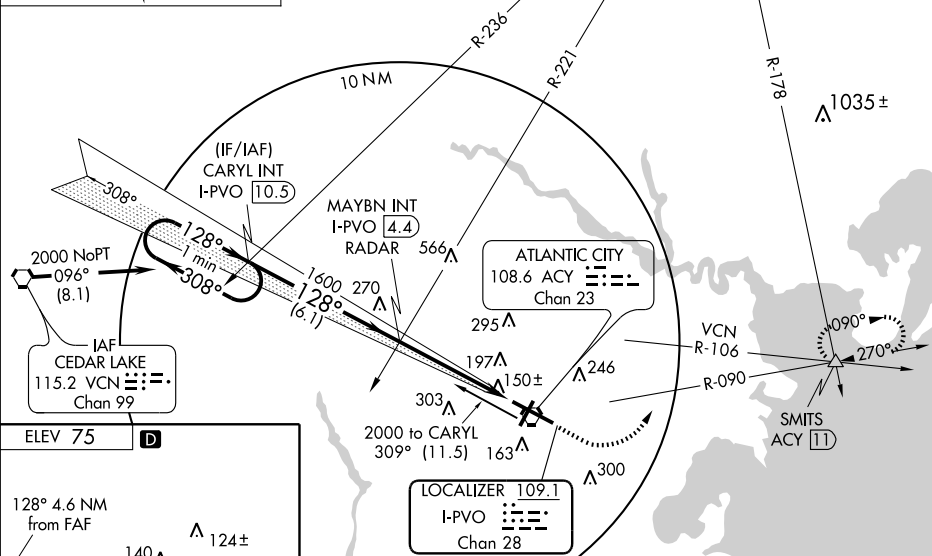 R-236
R-221
R-178
10 NM
1035 ±
(IF/IAF)
CARYL INT
I-PVO 10.5
308°
MAYBN INT
I-PVO 4.4
RADAR
566
128°
1 min
308°
2000 NoPT
096°
(8.1)
1600
128°
(6.1)
270
ATLANTIC CITY
108.6 ACY
Chan 23
295
VCN
R-106
090°
270°
IAF
CEDAR LAKE
115.2 VCN
Chan 99
197
150±
246
R-090
303
2000 to CARYL
309° (11.5)
163
SMITS
ACY 11
ELEV 75
D
300
LOCALIZER 109.1
I-PVO
Chan 28
128° 4.6 NM
from FAF
124±
140